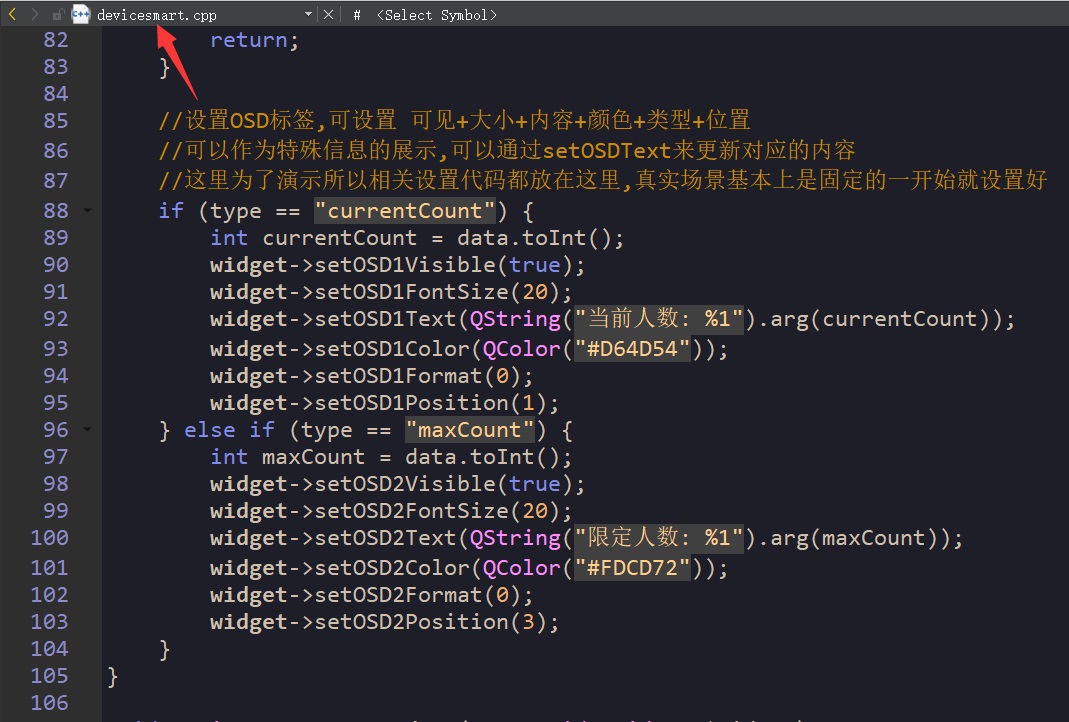 devicesmart.cpp # <Select Symbol>
82 return;
83 }
84
85 //设置OSD标签,可设置 可见+大小+内容+颜色+类型+位置
86 //可以作为特殊信息的展示,可以通过setOSDText来更新对应的内容
87 //这里为了演示所以相关设置代码都放在这里,真实场景基本上是固定的一开始就设置好
88 if (type == "currentCount") {
89 int currentCount = data.toInt();
90 widget->setOSD1Visible(true);
91 widget->setOSD1FontSize(20);
92 widget->setOSD1Text(QString("当前人数: %1").arg(currentCount));
93 widget->setOSD1Color(QColor("#D64D54"));
94 widget->setOSD1Format(0);
95 widget->setOSD1Position(1);
96 } else if (type == "maxCount") {
97 int maxCount = data.toInt();
98 widget->setOSD2Visible(true);
99 widget->setOSD2FontSize(20);
100 widget->setOSD2Text(QString("限定人数: %1").arg(maxCount));
101 widget->setOSD2Color(QColor("#FDCD72"));
102 widget->setOSD2Format(0);
103 widget->setOSD2Position(3);
104 }
105 }
106